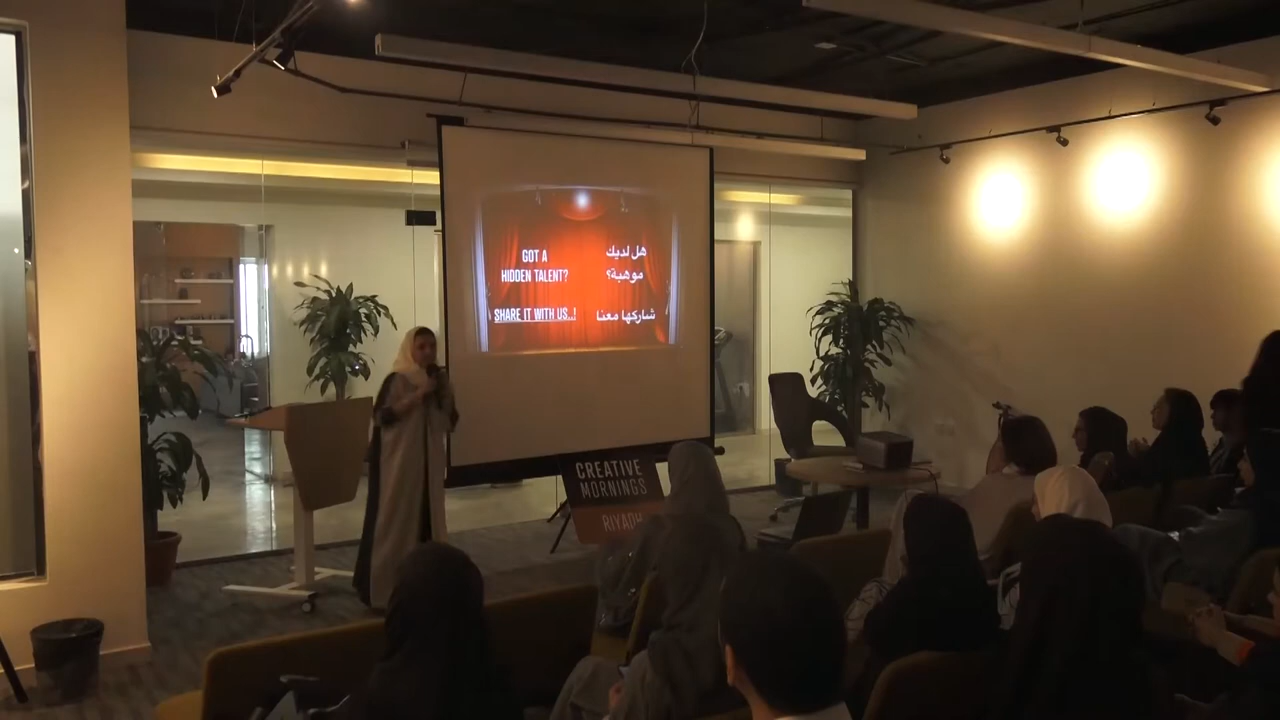 GOT A
HIDDEN TALENT?
SHARE IT WITH US..!
هل لديك
موهبة؟
شاركها معنا
CREATIVE
MORNINGS
RIYADH